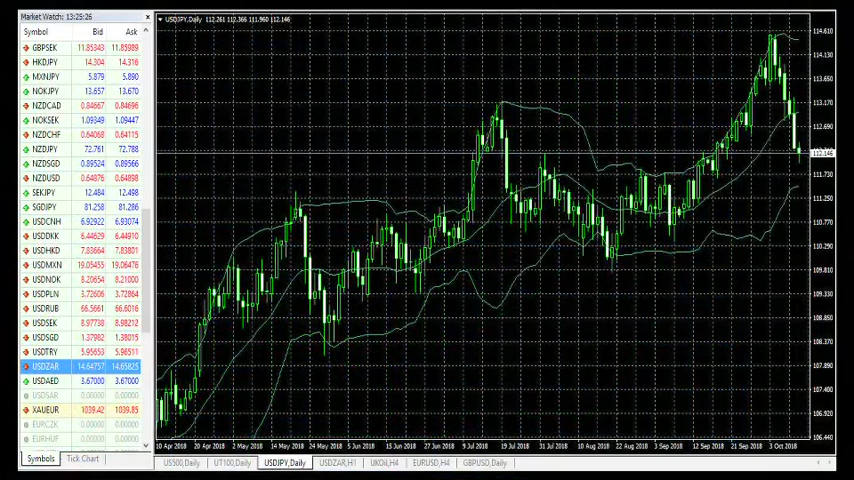 Market Watch: 13:25:26
Symbol Bid Ask
GBPSEK 11.85343 11.85989
HKDJPY 14.304 14.316
MXNJPY 5.879 5.890
NOKJPY 13.657 13.670
NZDCAD 0.84667 0.84696
NOKSEK 1.09349 1.09447
NZDCHF 0.64068 0.64115
NZDJPY 72.761 72.788
NZDSGD 0.89524 0.89566
NZDUSD 0.64876 0.64898
SEKJPY 12.484 12.498
SGDJPY 81.258 81.286
USDCNH 6.92922 6.93074
USDDKK 6.44629 6.44910
USDHKD 7.83664 7.83801
USDMXN 19.05455 19.06476
USDNOK 8.20654 8.21000
USDPLN 3.72606 3.72864
USDRUB 66.5661 66.6016
USDSEK 8.97738 8.98212
USDSGD 1.37982 1.38015
USDTRY 5.95653 5.96511
USDZAR 14.64757 14.65825
USDAED 3.67000 3.67000
USDSAR 0.00000 0.00000
XAUEUR 1039.42 1039.85
EURCZK 0.00000 0.00000
EURHUF 0.00000 0.00000
Symbols Tick Chart
USDJPY,Daily 112.261 112.366 111.960 112.146
114.610
114.130
113.650
113.170
112.690
112.146
111.730
111.250
110.770
110.290
109.810
109.330
108.850
108.370
107.890
107.400
106.920
106.440
10 Apr 2018 20 Apr 2018 2 May 2018 14 May 2018 24 May 2018 5 Jun 2018 15 Jun 2018 27 Jun 2018 9 Jul 2018 19 Jul 2018 31 Jul 2018 10 Aug 2018 22 Aug 2018 3 Sep 2018 12 Sep 2018 21 Sep 2018 3 Oct 2018
US500,Daily UT100,Daily USDJPY,Daily USDZAR,H1 UKOil,H4 EURUSD,H4 GBPUSD,Daily